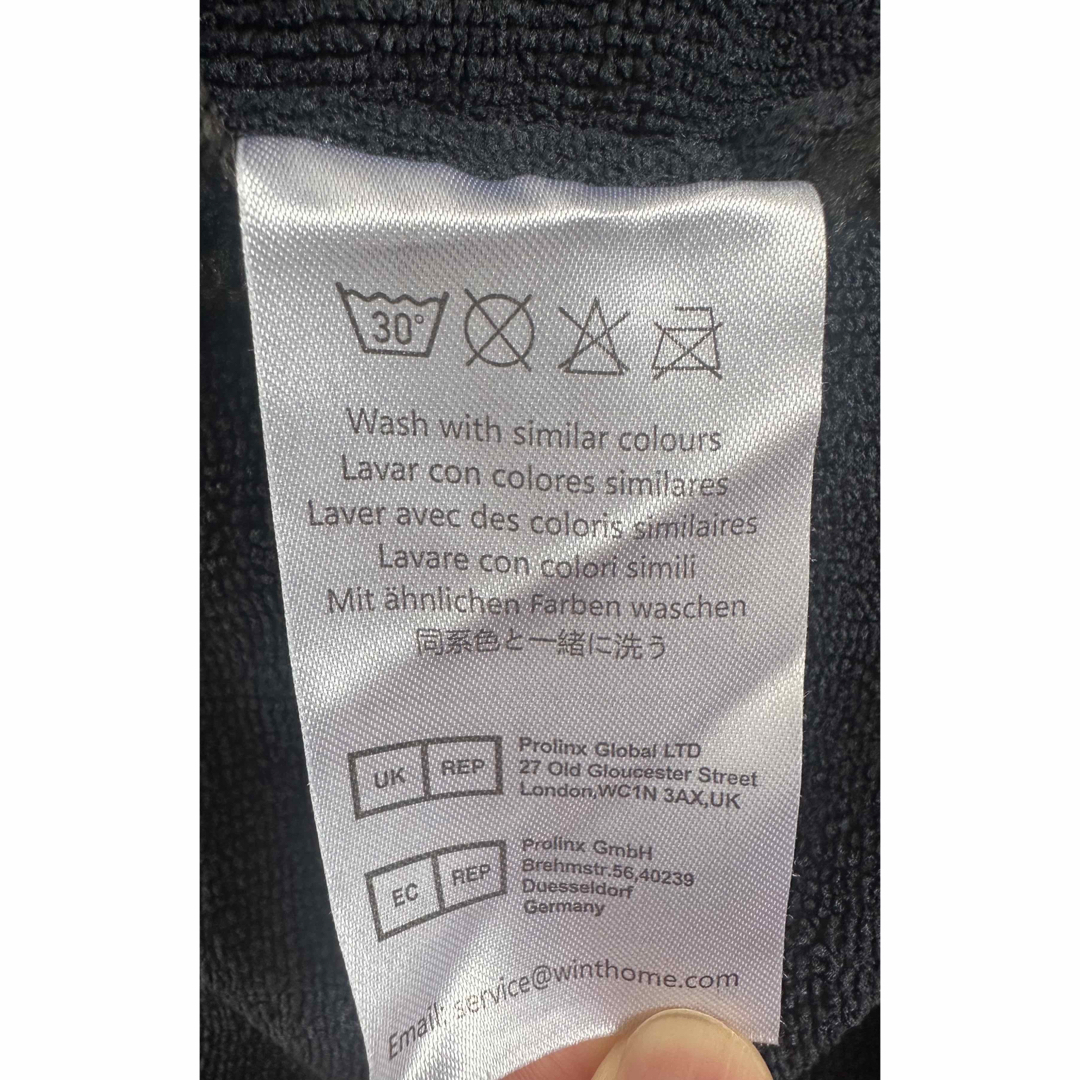 30°
Wash with similar colours
Lavar con colores similares
Laver avec des coloris similaires
Lavare con colori simili
Mit ähnlichen Farben waschen
同系色と一緒に洗う
UK REP
Prolinx Global LTD
27 Old Gloucester Street
London,WC1N 3AX,UK
EC REP
Prolinx GmbH
Brehmstr.56,40239
Duesseldorf
Germany
Email: service@winthome.com